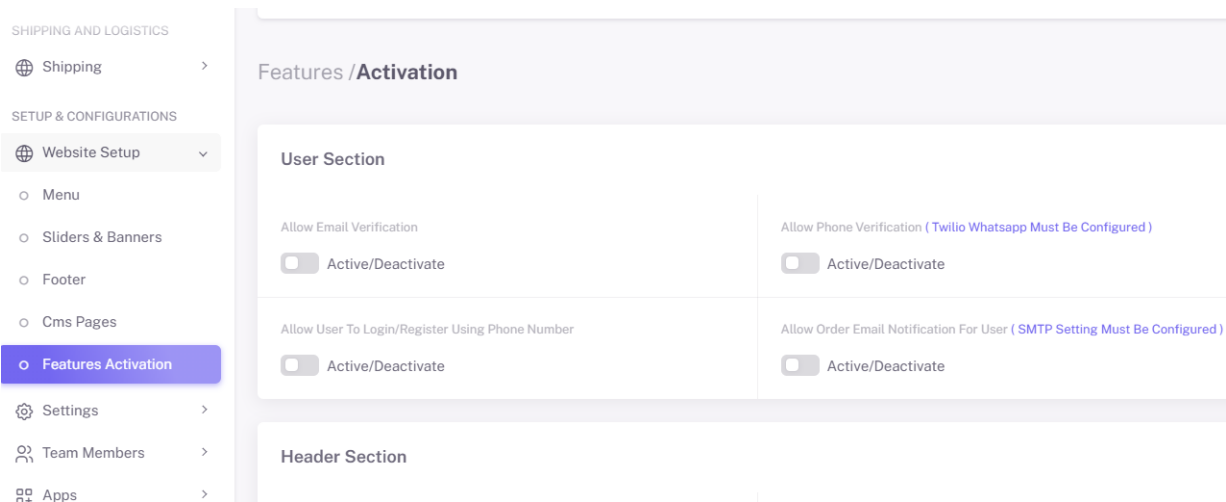 SHIPPING AND LOGISTICS
Shipping
SETUP & CONFIGURATIONS
Website Setup
Menu
Sliders & Banners
Footer
Cms Pages
Features Activation
Settings
Team Members
Apps
Features /Activation
User Section
Allow Email Verification
Active/Deactivate
Allow Phone Verification ( Twilio Whatsapp Must Be Configured )
Active/Deactivate
Allow User To Login/Register Using Phone Number
Active/Deactivate
Allow Order Email Notification For User ( SMTP Setting Must Be Configured )
Active/Deactivate
Header Section